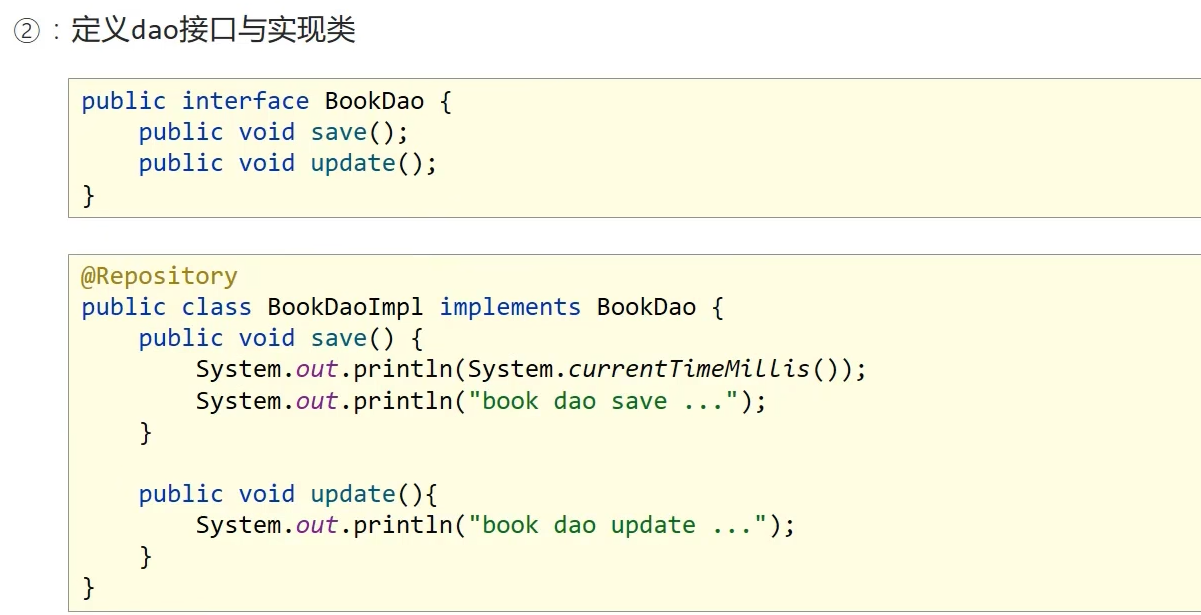 ②：定义dao接口与实现类
public interface BookDao {
    public void save();
    public void update();
}
@Repository
public class BookDaoImpl implements BookDao {
    public void save() {
        System.out.println(System.currentTimeMillis());
        System.out.println("book dao save ...");
    }
    public void update(){
        System.out.println("book dao update ...");
    }
}